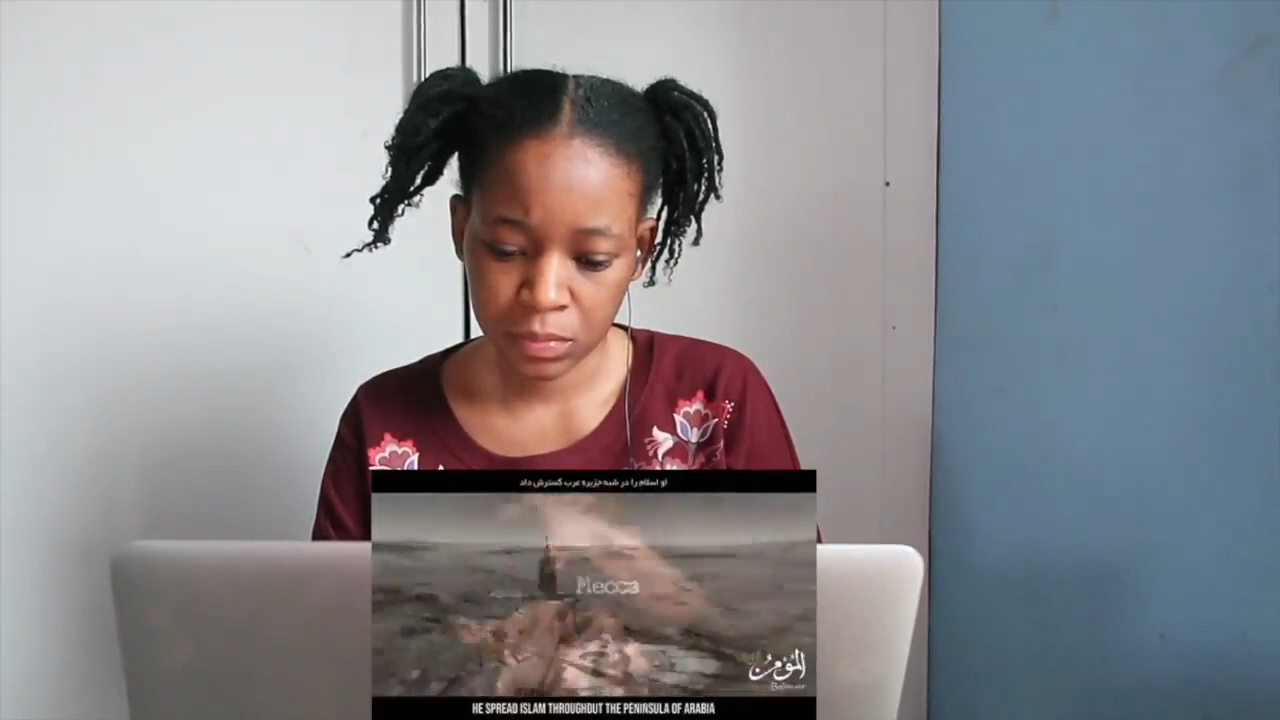 او اسلام را در شبه جزیره عرب گسترش داد
Mecca
المؤمن
Believer
HE SPREAD ISLAM THROUGHOUT THE PENINSULA OF ARABIA